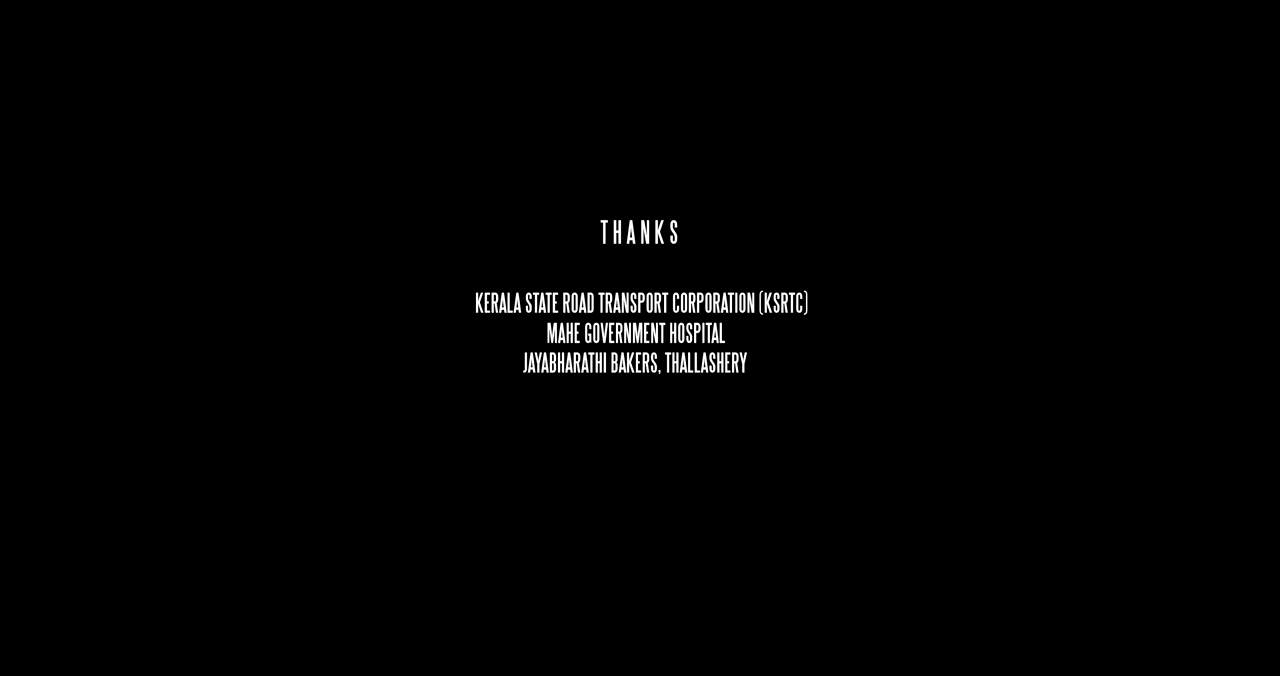 THANKS
KERALA STATE ROAD TRANSPORT CORPORATION (KSRTC)
MAHE GOVERNMENT HOSPITAL
JAYABHARATHI BAKERS, THALLASHERY